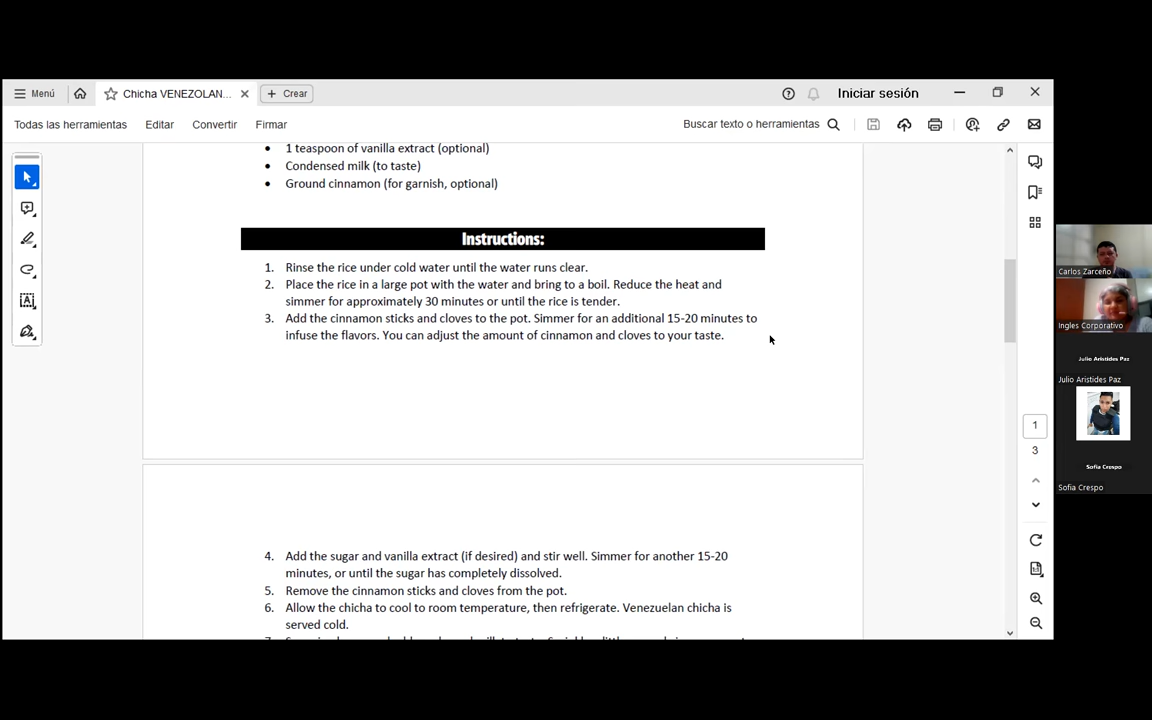 Menú
Chicha VENEZOLAN...
Crear
Iniciar sesión
Todas las herramientas
Editar
Convertir
Firmar
Buscar texto o herramientas
• 1 teaspoon of vanilla extract (optional)
• Condensed milk (to taste)
• Ground cinnamon (for garnish, optional)
Instructions:
1. Rinse the rice under cold water until the water runs clear.
2. Place the rice in a large pot with the water and bring to a boil. Reduce the heat and
simmer for approximately 30 minutes or until the rice is tender.
3. Add the cinnamon sticks and cloves to the pot. Simmer for an additional 15-20 minutes to
infuse the flavors. You can adjust the amount of cinnamon and cloves to your taste.
4. Add the sugar and vanilla extract (if desired) and stir well. Simmer for another 15-20
minutes, or until the sugar has completely dissolved.
5. Remove the cinnamon sticks and cloves from the pot.
6. Allow the chicha to cool to room temperature, then refrigerate. Venezuelan chicha is
served cold.
1
3
Carlos Zarceño
Ingles Corporativo
Julio Aristides Paz
Julio Aristides Paz
Sofia Crespo
Sofia Crespo